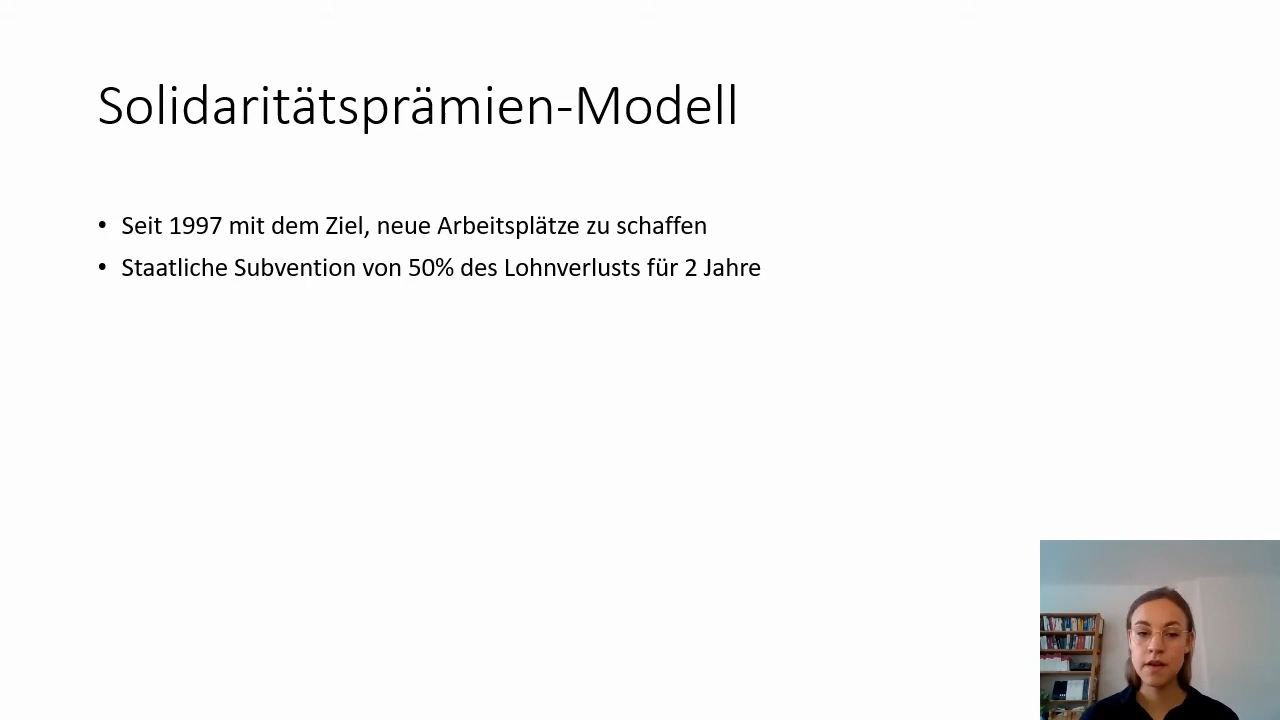 Solidaritätsprämien-Modell
• Seit 1997 mit dem Ziel, neue Arbeitsplätze zu schaffen
• Staatliche Subvention von 50% des Lohnverlusts für 2 Jahre